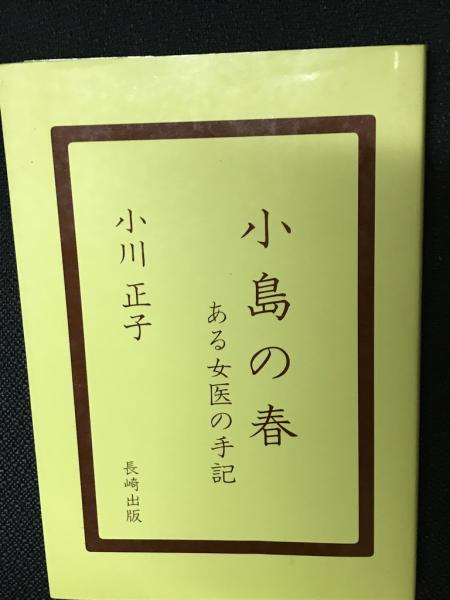 小島の春
ある女医の手記
小川正子
長崎出版